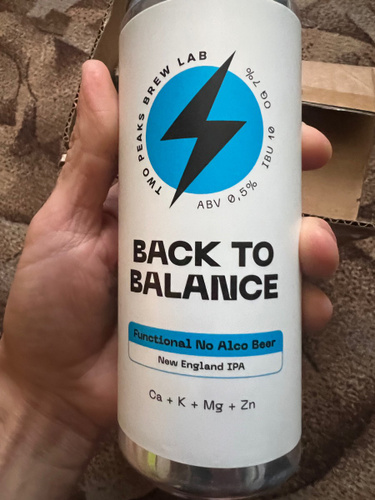 TWO PEAKS BREW LAB
OG 7%
IBU 10
ABV 0,5%
BACK TO
BALANCE
Functional No Alco Beer
New England IPA
Ca + K + Mg + Zn